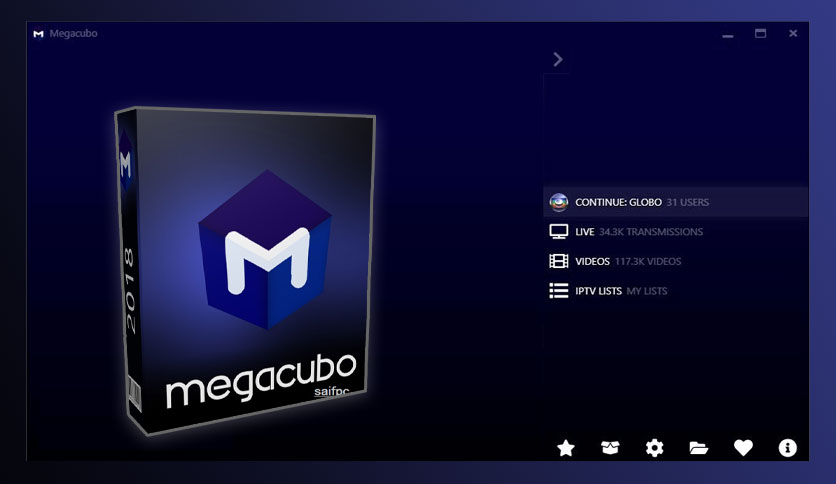 Megacubo
CONTINUE: GLOBO 31 USERS
LIVE 34.3K TRANSMISSIONS
VIDEOS 117.3K VIDEOS
IPTV LISTS MY LISTS
M
2018
M
megacubo
saifpc